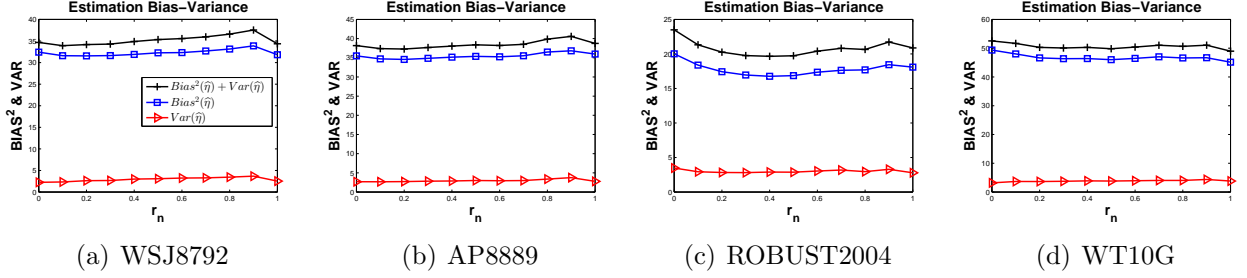 Estimation Bias−Variance
BIAS² & VAR
40
35
30
25
20
15
10
5
0
Bias²(η̂) + Var(η̂)
Bias²(η̂)
Var(η̂)
0 0.2 0.4 0.6 0.8 1
r_n
(a) WSJ8792
Estimation Bias−Variance
BIAS² & VAR
45
40
35
30
25
20
15
10
5
0
0 0.2 0.4 0.6 0.8 1
r_n
(b) AP8889
Estimation Bias−Variance
BIAS² & VAR
25
20
15
10
5
0
0 0.2 0.4 0.6 0.8 1
r_n
(c) ROBUST2004
Estimation Bias−Variance
BIAS² & VAR
60
50
40
30
20
10
0
0 0.2 0.4 0.6 0.8 1
r_n
(d) WT10G